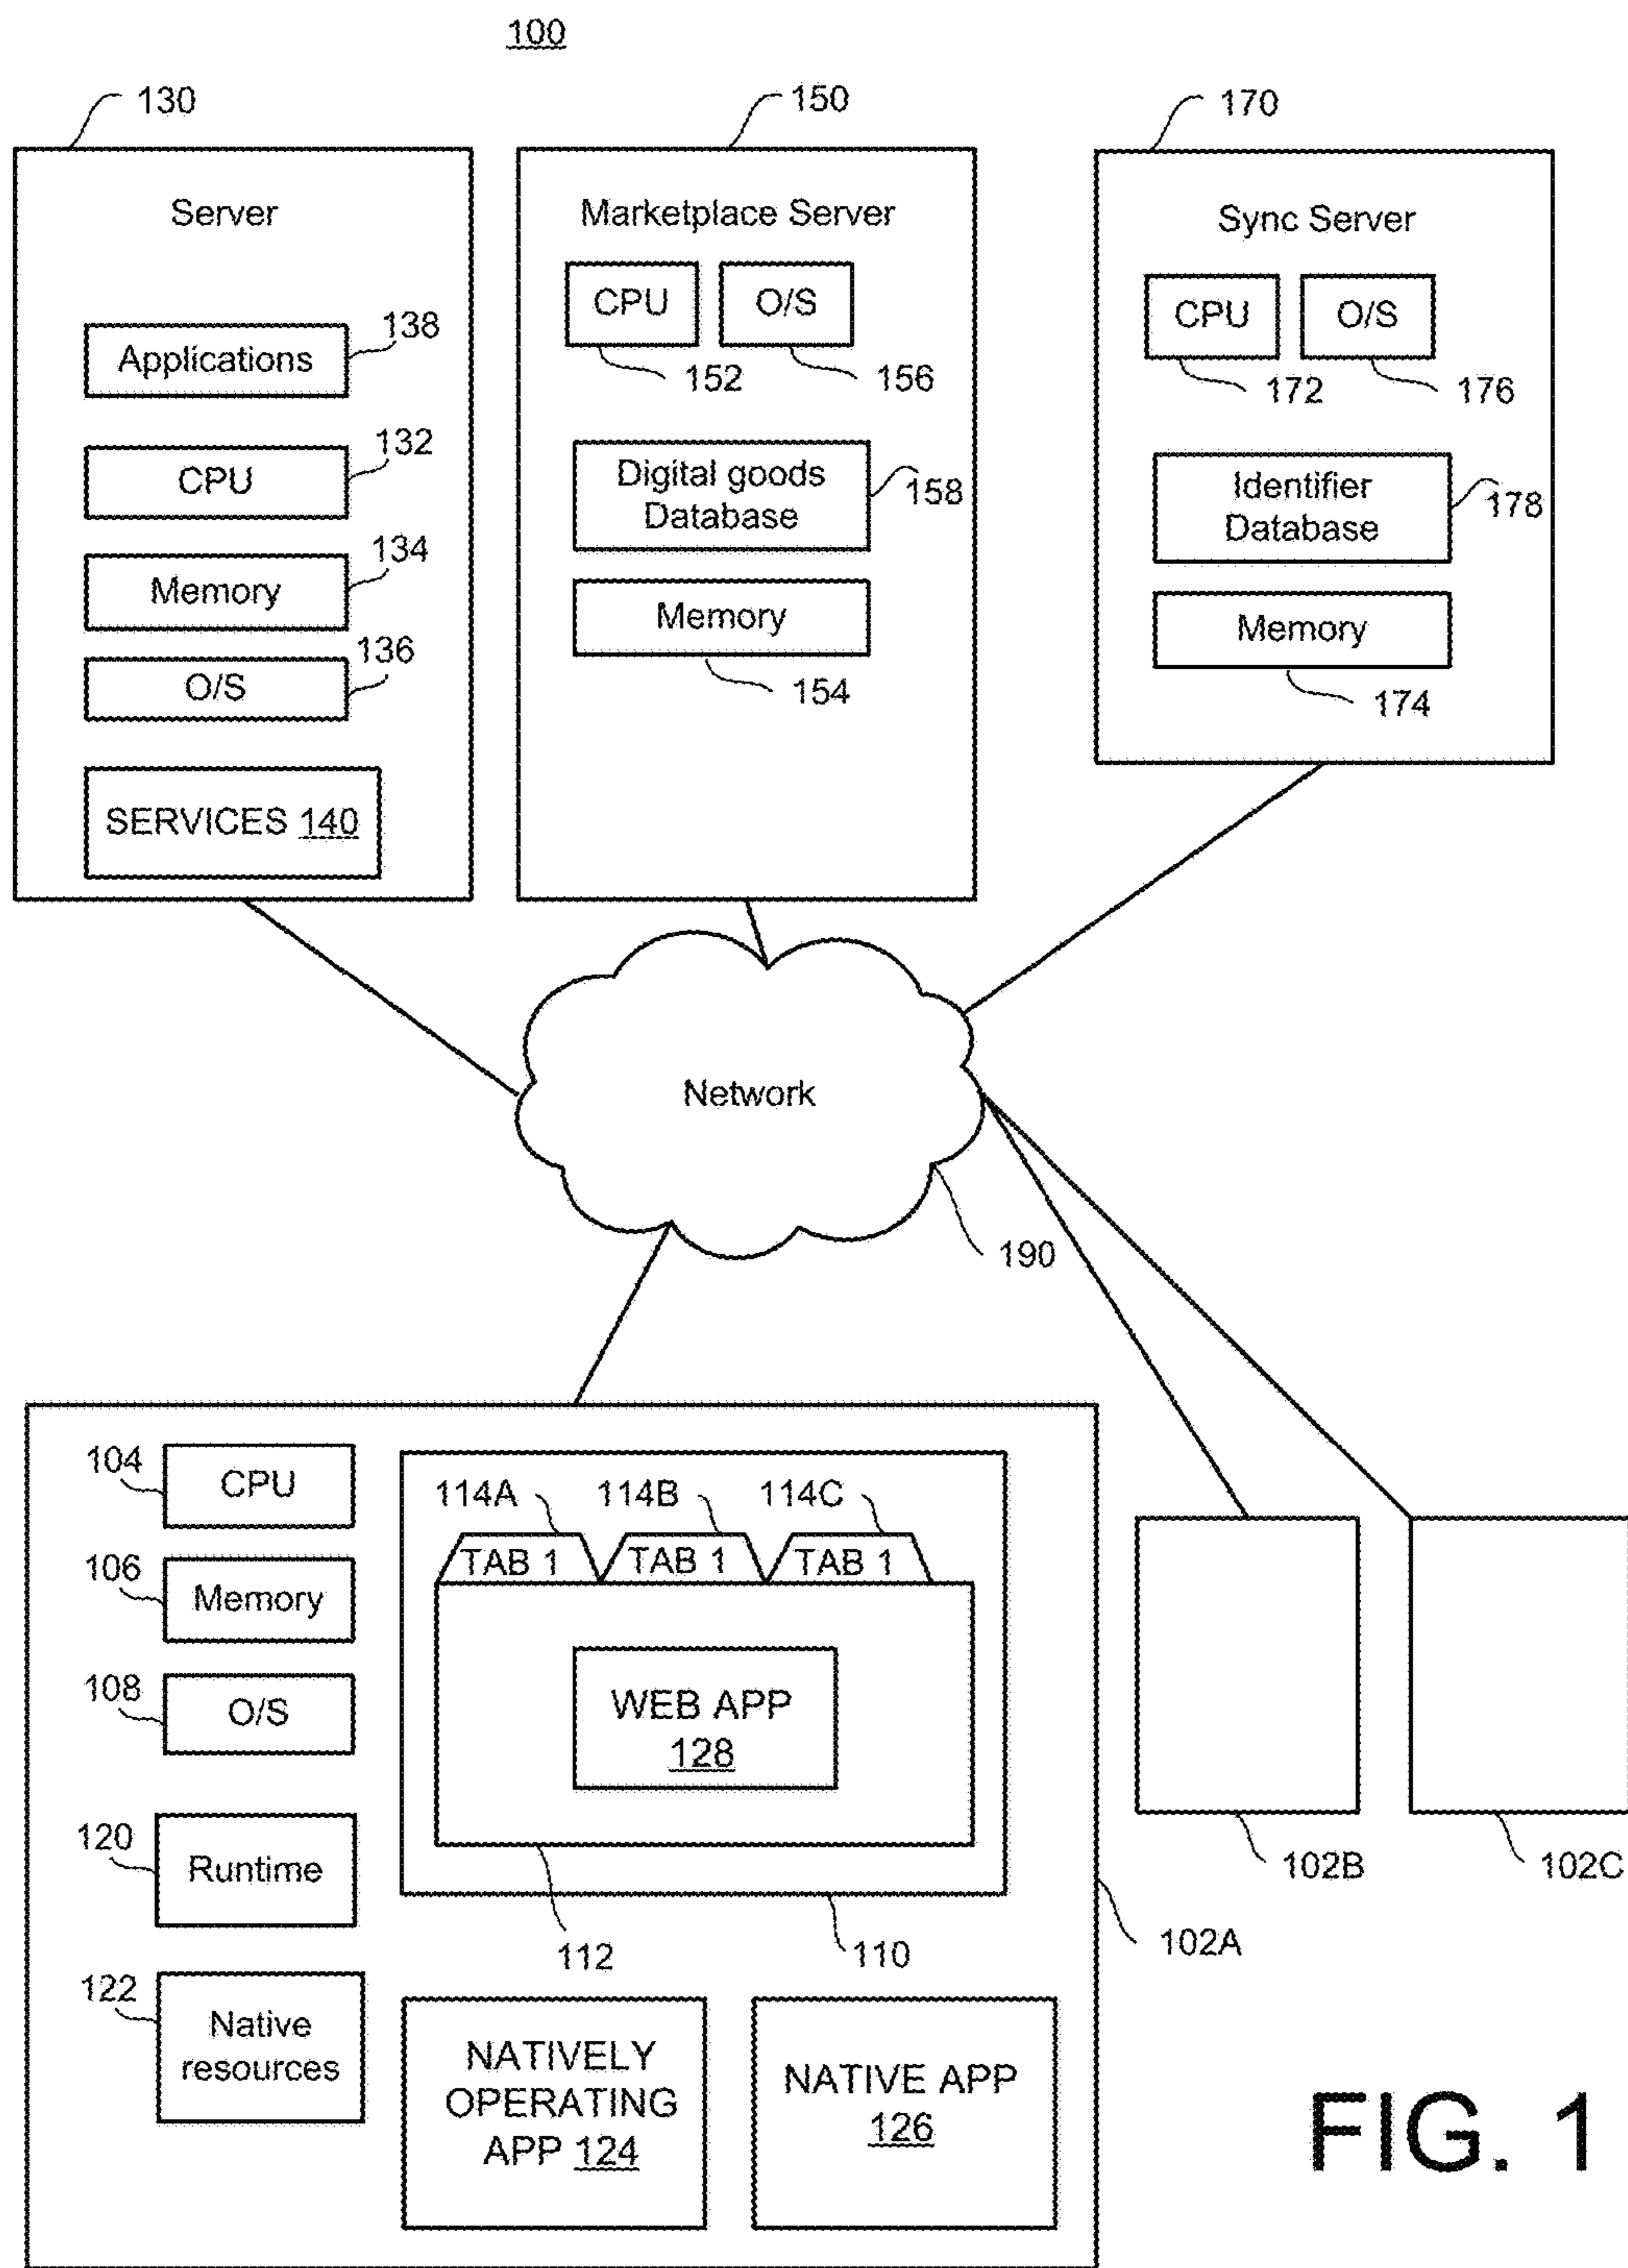 100
130
150
170
Server
Applications
138
CPU
132
Memory
134
O/S
136
SERVICES 140
Marketplace Server
CPU
O/S
152
156
Digital goods
Database
158
Memory
154
Sync Server
CPU
O/S
172
176
Identifier
Database
178
Memory
174
Network
190
104
CPU
106
Memory
108
O/S
120
Runtime
122
Native
resources
114A
114B
114C
TAB 1
TAB 1
TAB 1
WEB APP
128
112
110
102A
NATIVELY
OPERATING
APP 124
NATIVE APP
126
102B
102C
FIG. 1